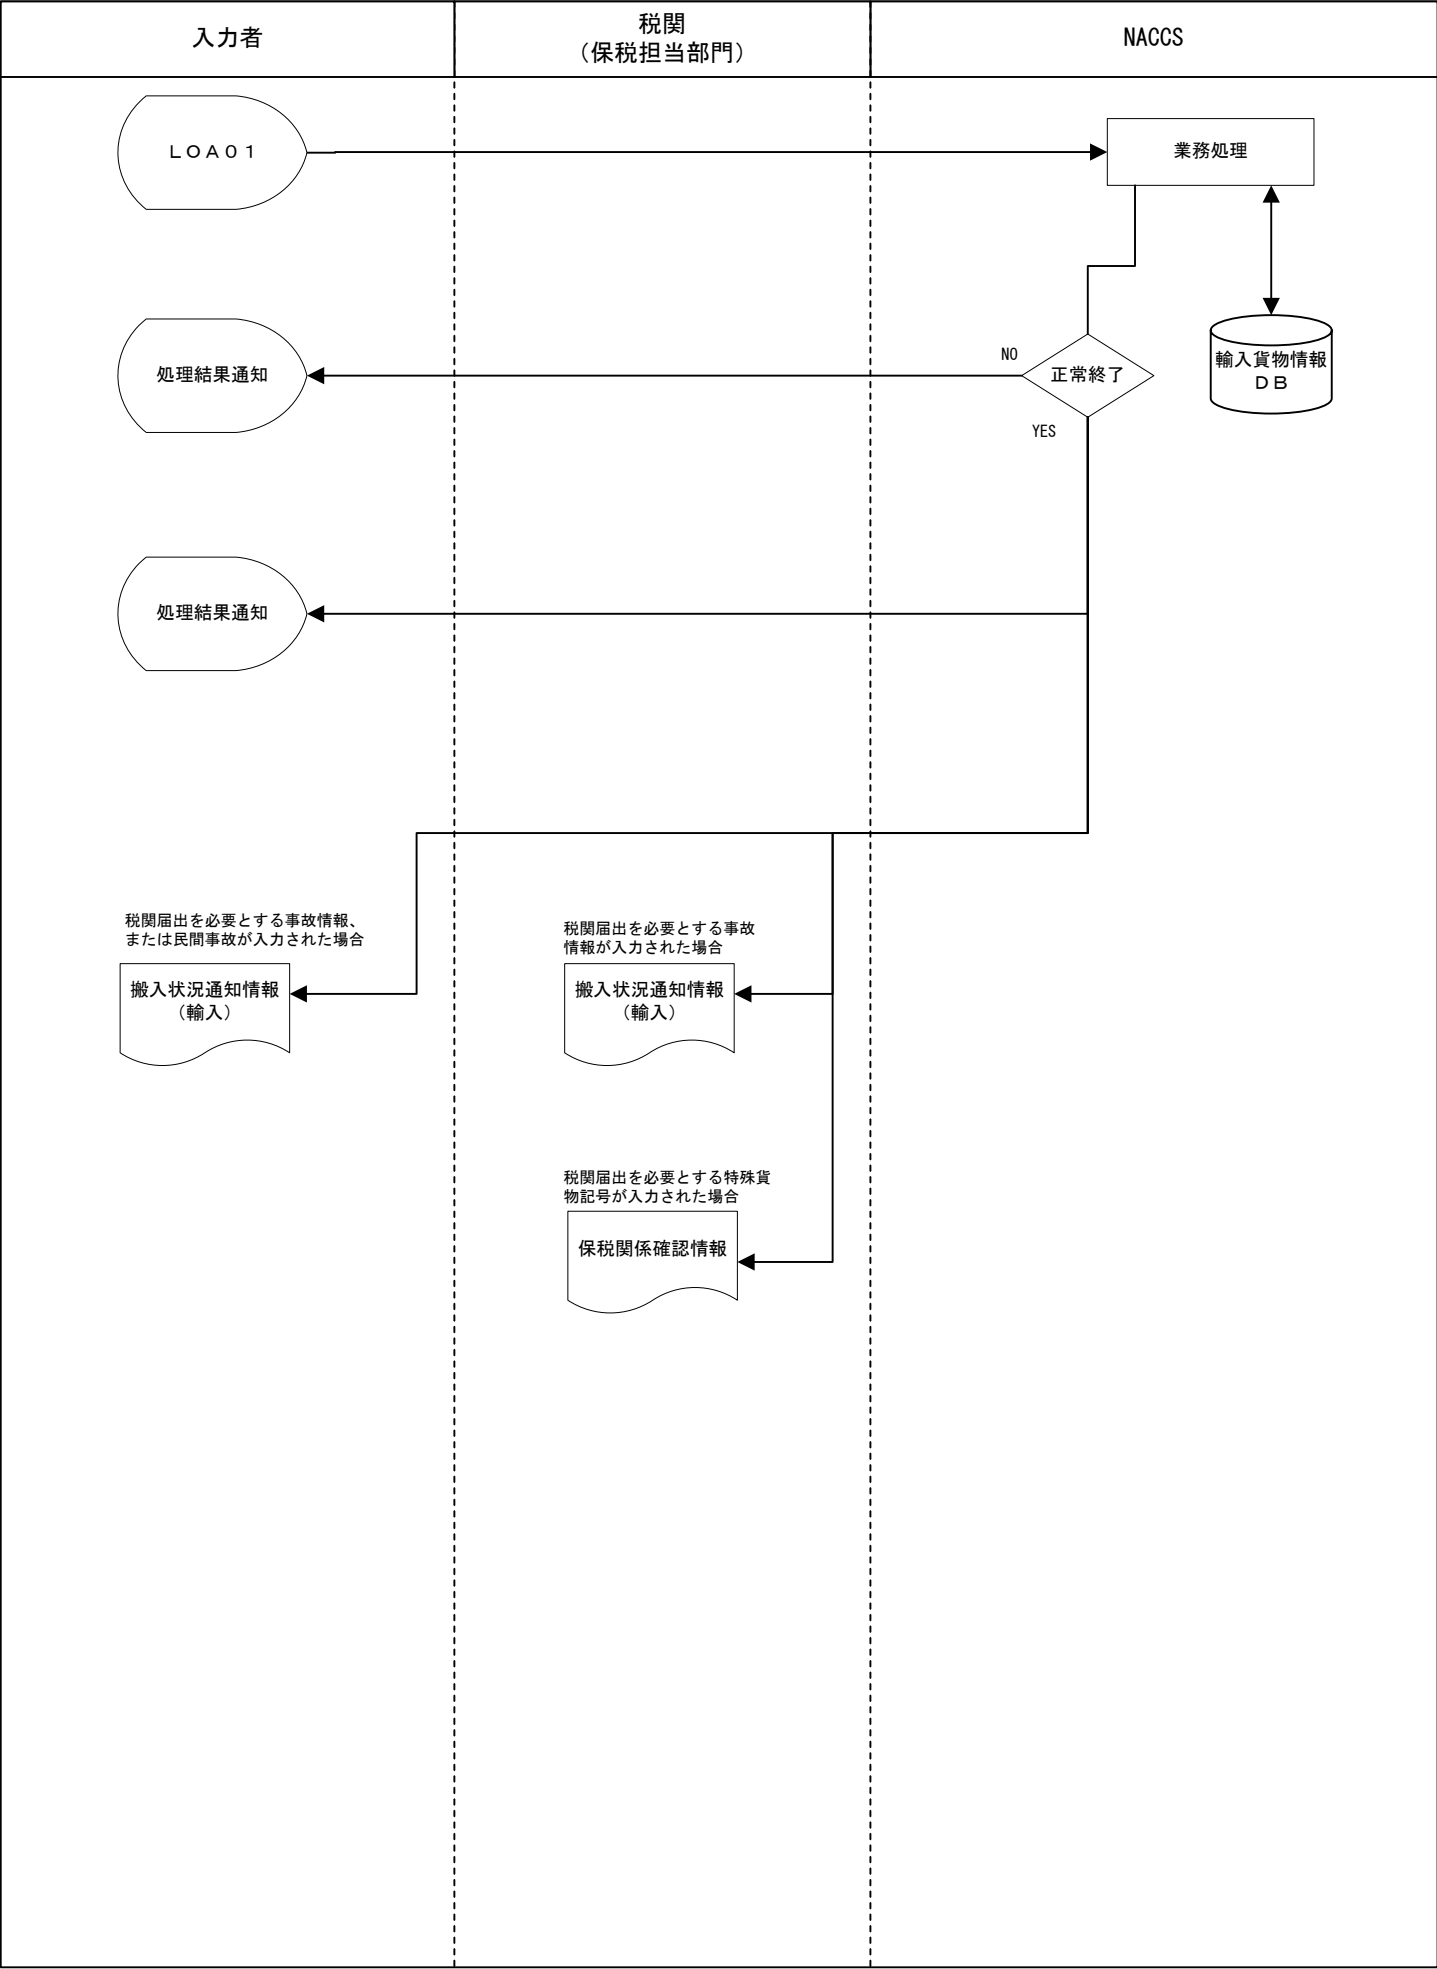 入力者
税関
（保税担当部門）
NACCS
ＬＯＡ０１
業務処理
処理結果通知
NO
正常終了
輸入貨物情報
ＤＢ
YES
処理結果通知
税関届出を必要とする事故情報、
または民間事故が入力された場合
税関届出を必要とする事故
情報が入力された場合
搬入状況通知情報
（輸入）
搬入状況通知情報
（輸入）
税関届出を必要とする特殊貨
物記号が入力された場合
保税関係確認情報